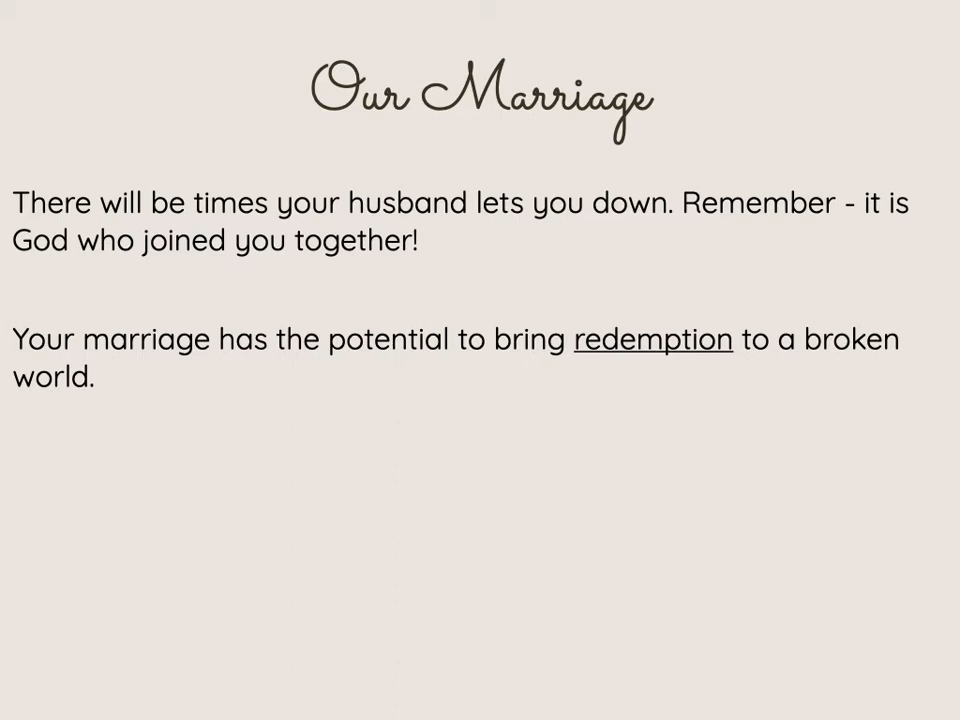 Our Marriage
There will be times your husband lets you down. Remember - it is
God who joined you together!
Your marriage has the potential to bring redemption to a broken
world.